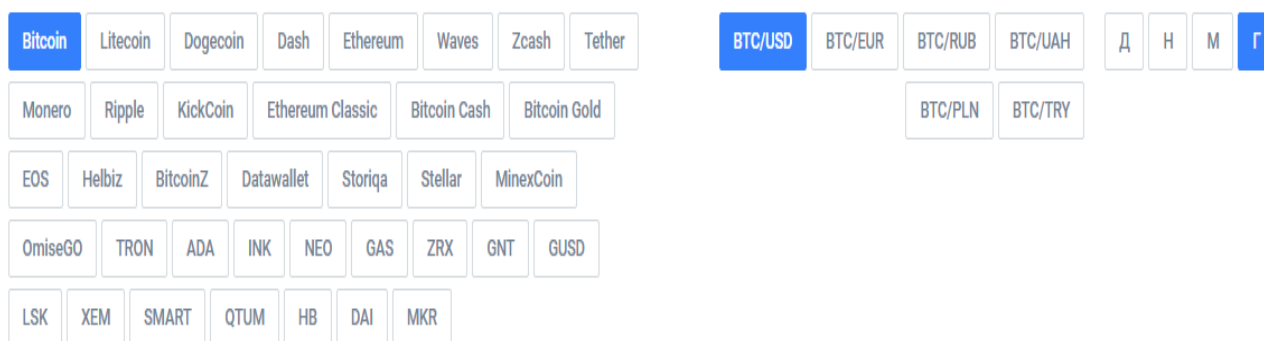 Bitcoin Litecoin Dogecoin Dash Ethereum Waves Zcash Tether BTC/USD BTC/EUR BTC/RUB BTC/UAH Д Н М Г
Monero Ripple KickCoin Ethereum Classic Bitcoin Cash Bitcoin Gold BTC/PLN BTC/TRY
EOS Helbiz BitcoinZ Datawallet Storiqa Stellar MinexCoin
OmiseGO TRON ADA INK NEO GAS ZRX GNT GUSD
LSK XEM SMART QTUM HB DAI MKR